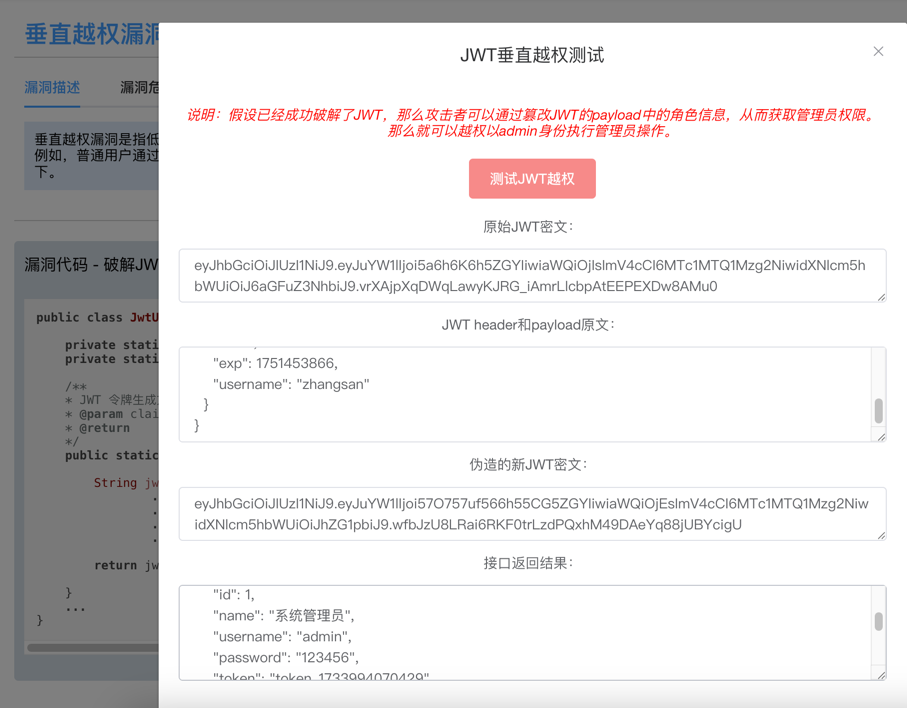 垂直越权漏洞
JWT垂直越权测试
漏洞描述
漏洞危
垂直越权漏洞是指低
例如，普通用户通过
下。
说明：假设已经成功破解了JWT，那么攻击者可以通过篡改JWT的payload中的角色信息，从而获取管理员权限。
那么就可以越权以admin身份执行管理员操作。
测试JWT越权
原始JWT密文：
eyJhbGciOiJIUzI1NiJ9.eyJuYW1lIjoi5a6h6K6h5ZGYIiwiaWQiOjIsImV4cCI6MTc1MTQ1Mzg2NiwidXNlcm5h
bWUiOiJ6aGFuZ3NhbiJ9.vrXAjpXqDWqLawyKJRG_iAmrLlcbpAtEEPEXDw8AMu0
JWT header和payload原文：
"exp": 1751453866,
"username": "zhangsan"
}
}
伪造的新JWT密文：
eyJhbGciOiJIUzI1NiJ9.eyJuYW1lIjoi57O757uf566h55CG5ZGYIiwiaWQiOjEsImV4cCI6MTc1MTQ1Mzg2Niw
idXNlcm5hbWUiOiJhZG1pbiJ9.wfbJzU8LRai6RKF0trLzdPQxhM49DAeYq88jUBYcigU
接口返回结果：
"id": 1,
"name": "系统管理员",
"username": "admin",
"password": "123456",
"token": "token_1733994070429"
漏洞代码 - 破解JW
public class JwtU
private stati
private stati
/**
* JWT 令牌生成
* @param clai
* @return
*/
public static
String jw
.
.
.
.
return jw
}
...
}